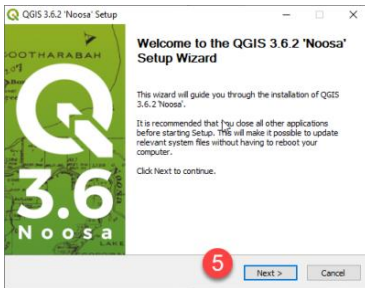 QGIS 3.6.2 'Noosa' Setup
OOTHARABAH
Welcome to the QGIS 3.6.2 'Noosa'
Setup Wizard
This wizard will guide you through the installation of QGIS
3.6.2 'Noosa'.
It is recommended that you close all other applications
before starting Setup. This will make it possible to update
relevant system files without having to reboot your
computer.
Click Next to continue.
3.6
Noosa
LAKE
5
Next >
Cancel